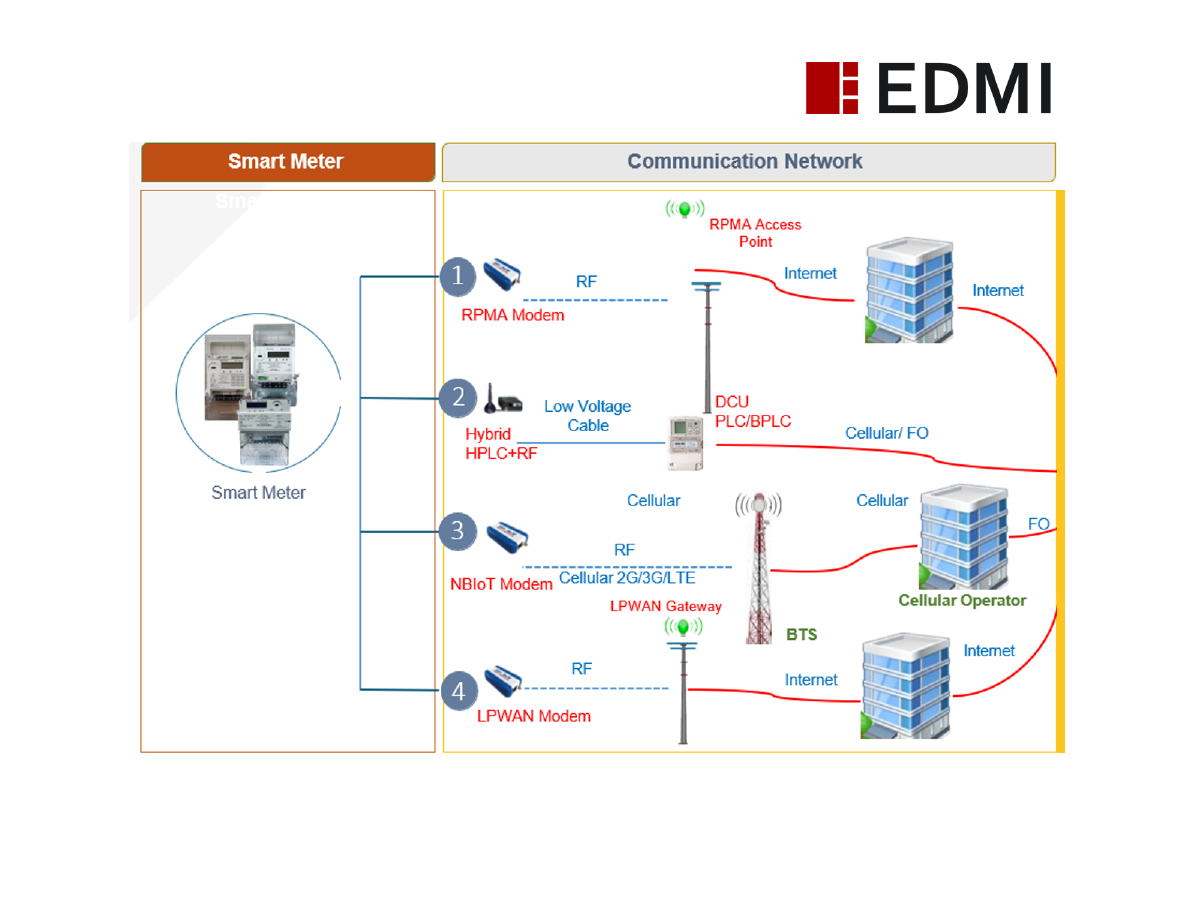 EDMI
Smart Meter
Communication Network
Sma
RPMA Access
Point
Internet
Internet
1
RF
RPMA Modem
2
Low Voltage
Cable
Hybrid
HPLC+RF
DCU
PLC/BPLC
Cellular/ FO
Smart Meter
Cellular
Cellular
FO
3
RF
NBIoT Modem
Cellular 2G/3G/LTE
Cellular Operator
LPWAN Gateway
BTS
Internet
4
RF
Internet
LPWAN Modem